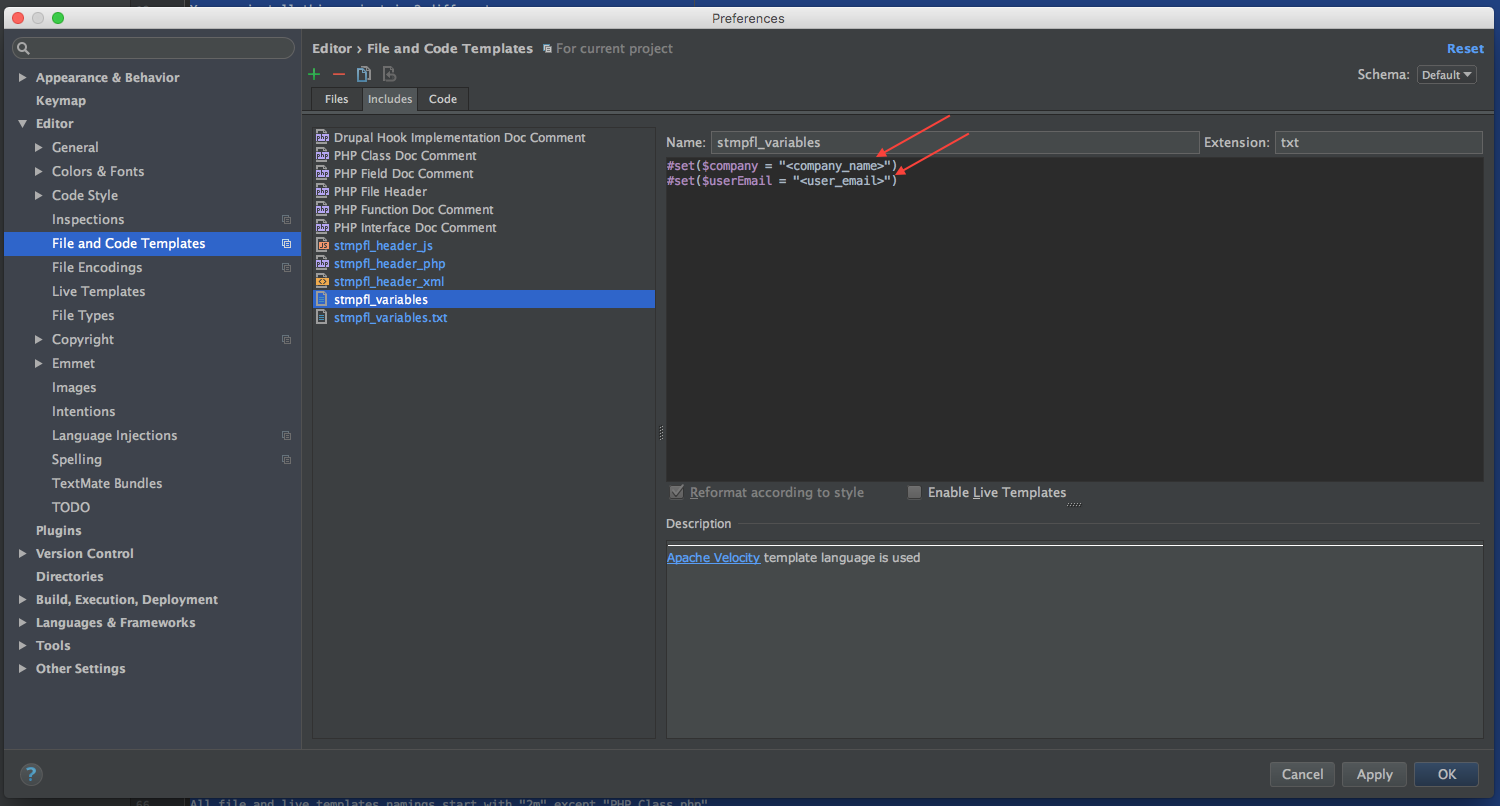 Preferences
Editor › File and Code Templates For current project Reset
Schema: Default
Files Includes Code
Appearance & Behavior
Keymap
Editor
General
Colors & Fonts
Code Style
Inspections
File and Code Templates
File Encodings
Live Templates
File Types
Copyright
Emmet
Images
Intentions
Language Injections
Spelling
TextMate Bundles
TODO
Plugins
Version Control
Directories
Build, Execution, Deployment
Languages & Frameworks
Tools
Other Settings
Drupal Hook Implementation Doc Comment
PHP Class Doc Comment
PHP Field Doc Comment
PHP File Header
PHP Function Doc Comment
PHP Interface Doc Comment
stmpfl_header_js
stmpfl_header_php
stmpfl_header_xml
stmpfl_variables
stmpfl_variables.txt
Name: stmpfl_variables Extension: txt
#set($company = "<company_name>")
#set($userEmail = "<user_email>")
Reformat according to style Enable Live Templates
Description
Apache Velocity template language is used
? Cancel Apply OK
66 All file and live templates namings start with "2m" except "PHP Class.php"